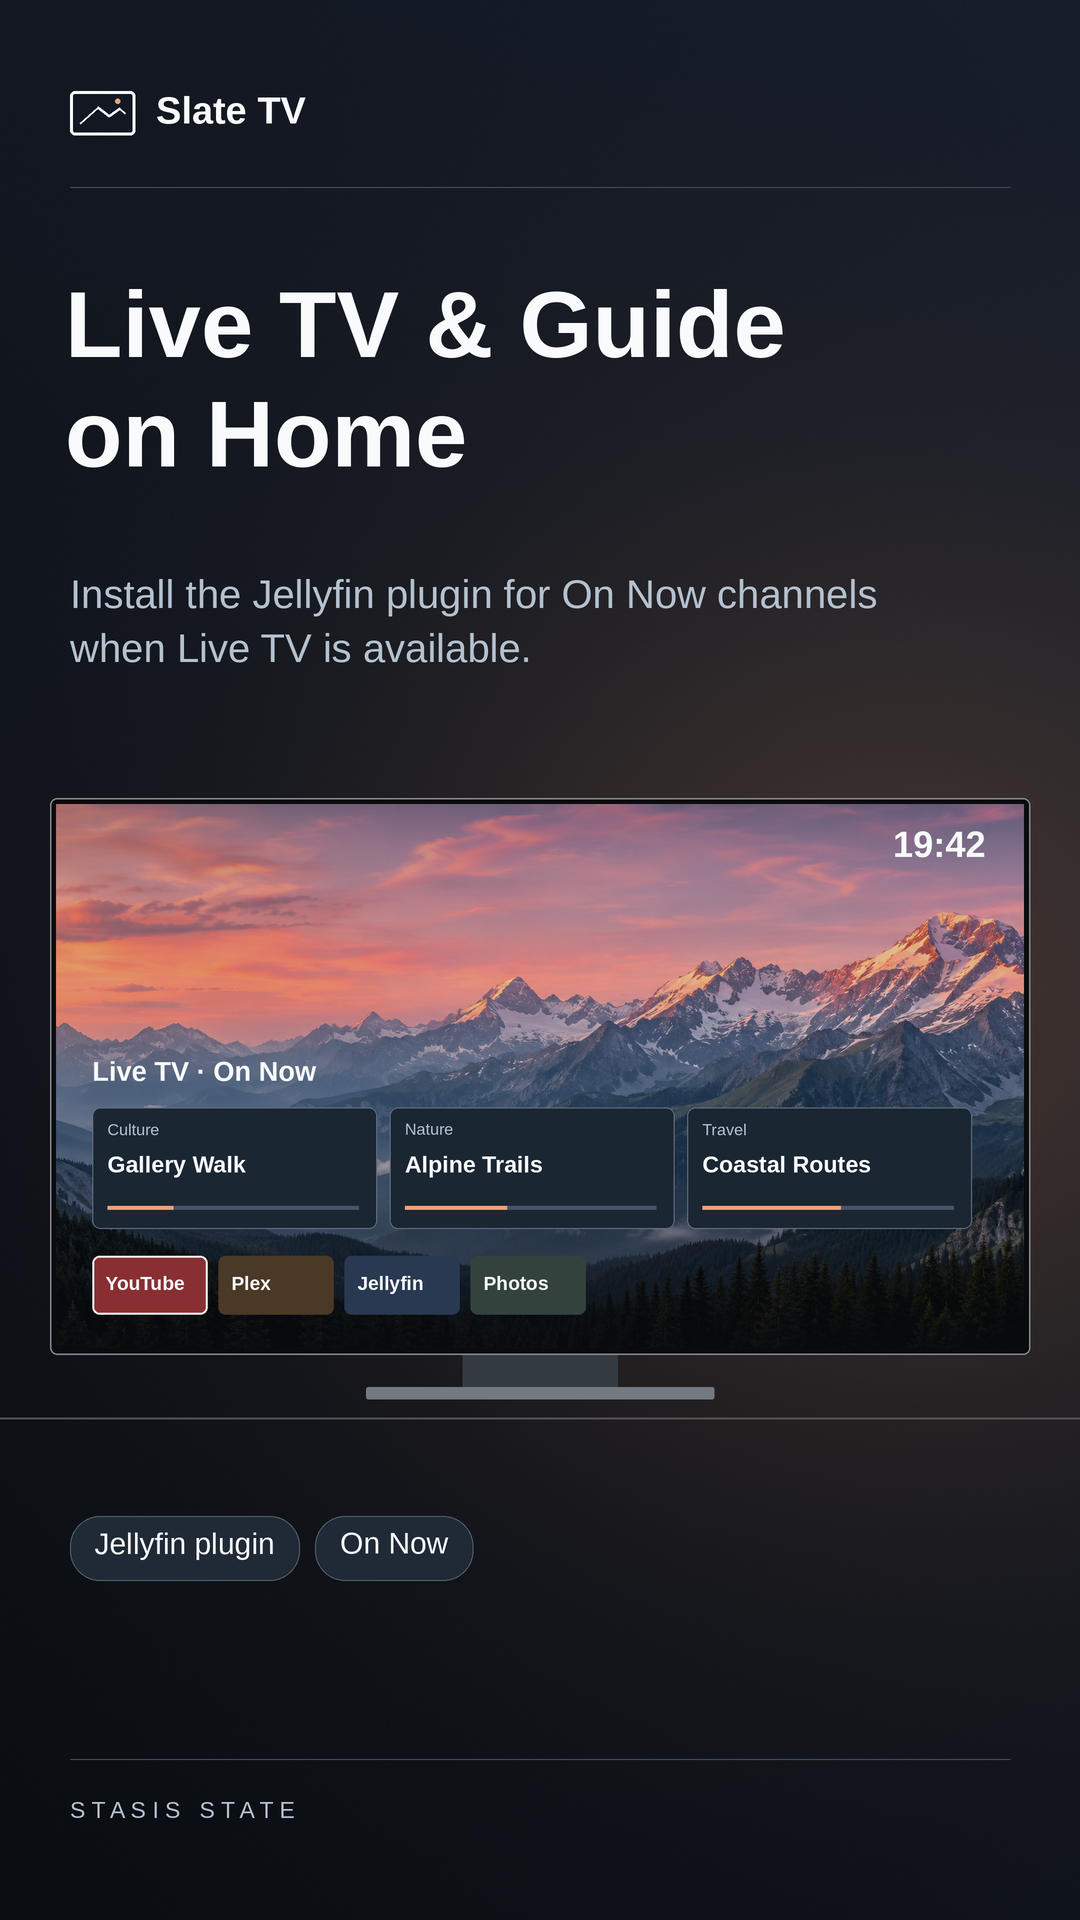 Slate TV
Live TV & Guide
on Home
Install the Jellyfin plugin for On Now channels
when Live TV is available.
19:42
Live TV · On Now
Culture
Gallery Walk
Nature
Alpine Trails
Travel
Coastal Routes
YouTube
Plex
Jellyfin
Photos
Jellyfin plugin
On Now
STASIS STATE